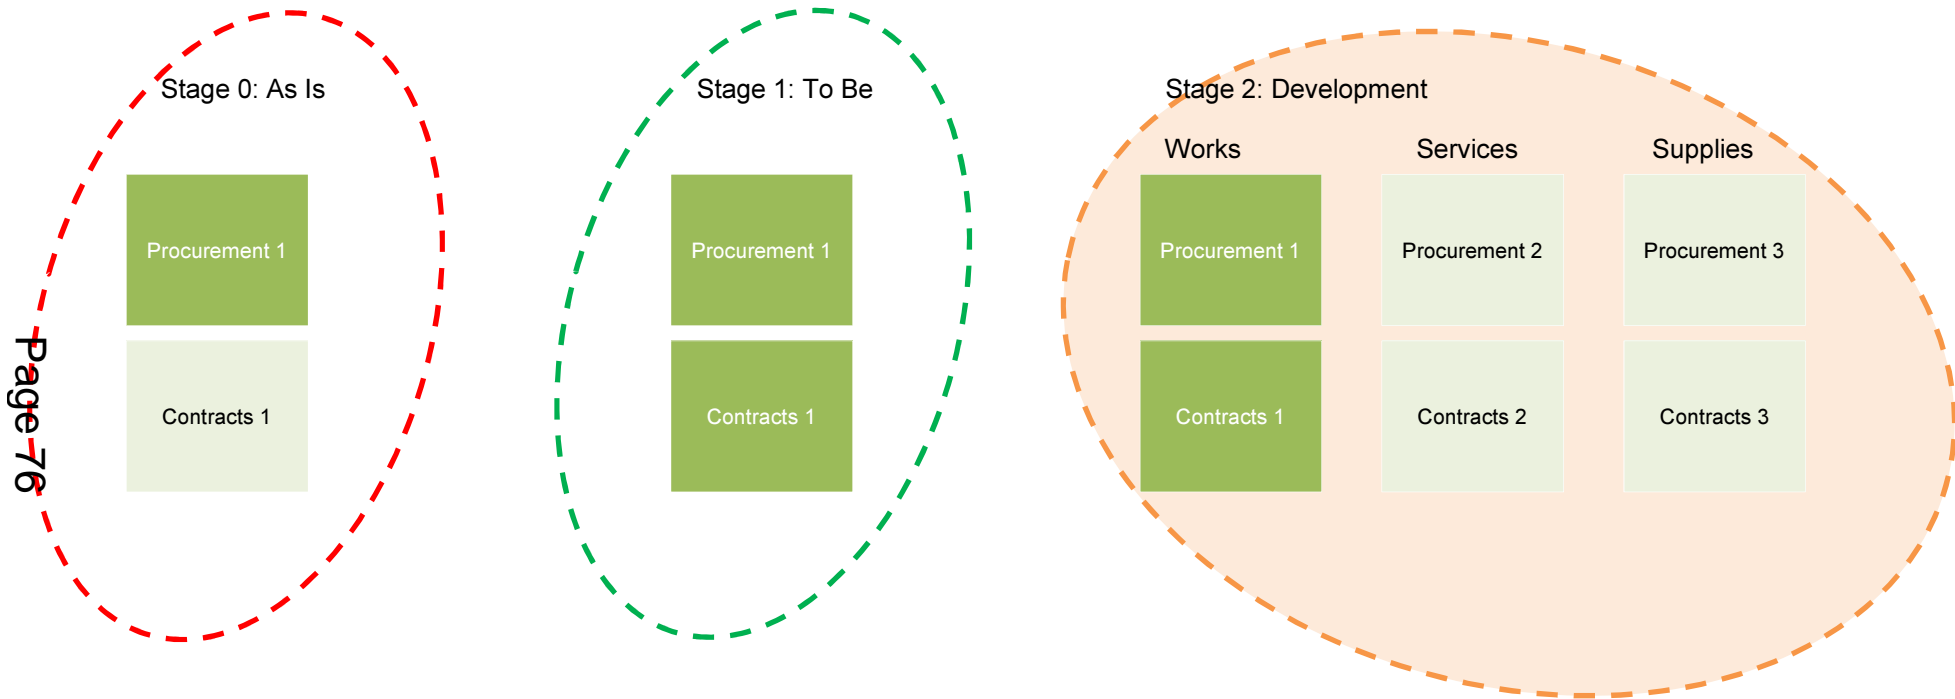 Stage 0: As Is
Procurement 1
Contracts 1
Stage 1: To Be
Procurement 1
Contracts 1
Stage 2: Development
Works
Services
Supplies
Procurement 1
Procurement 2
Procurement 3
Contracts 1
Contracts 2
Contracts 3
Page 76